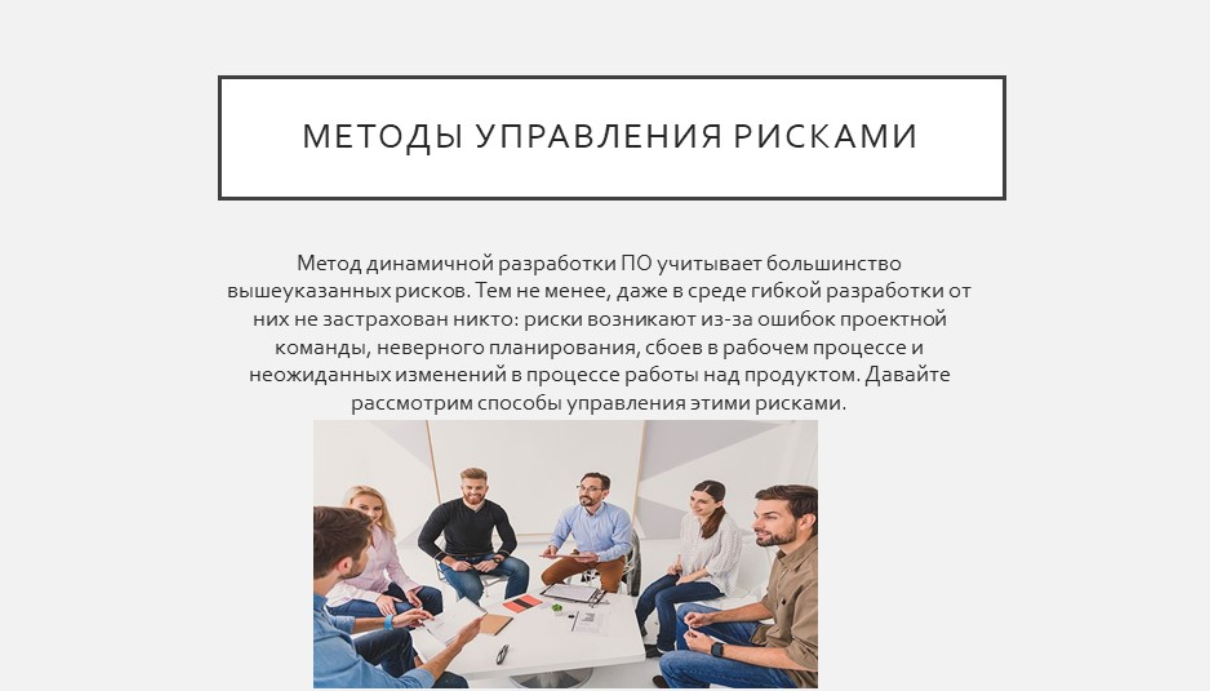 МЕТОДЫ УПРАВЛЕНИЯ РИСКАМИ
Метод динамичной разработки ПО учитывает большинство
вышеуказанных рисков. Тем не менее, даже в среде гибкой разработки от
них не застрахован никто: риски возникают из-за ошибок проектной
команды, неверного планирования, сбоев в рабочем процессе и
неожиданных изменений в процессе работы над продуктом. Давайте
рассмотрим способы управления этими рисками.